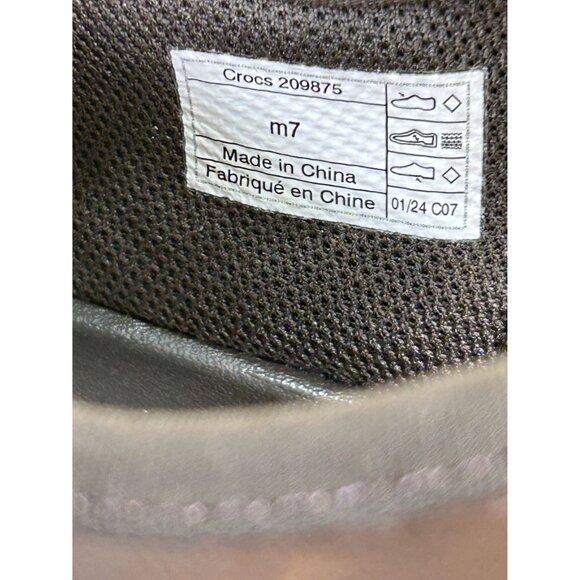 Crocs 209875
m7
Made in China
Fabriqué en Chine
01/24 C07